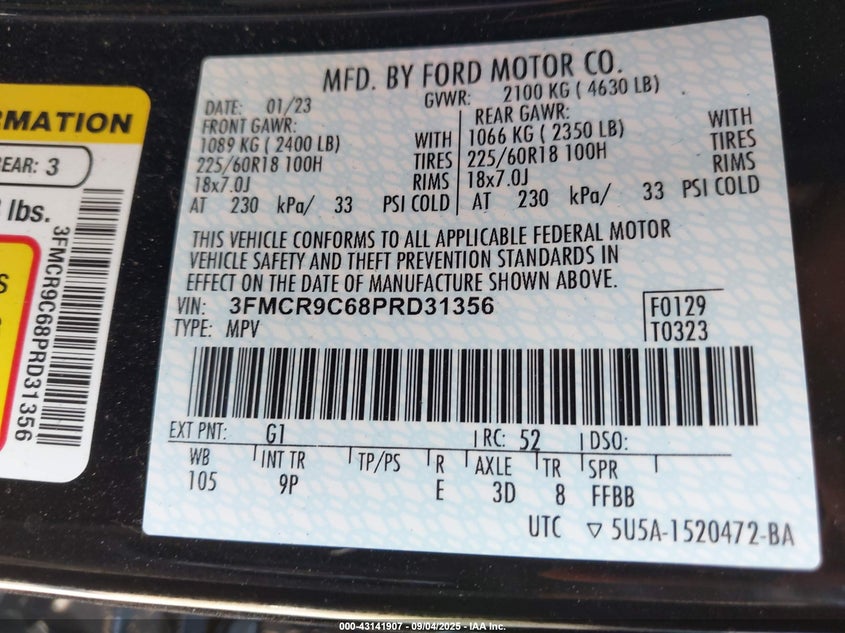 RMATION
REAR: 3
lbs.
S
3FMCR9C68PRD31356
MFD. BY FORD MOTOR CO.
DATE: 01/23 GVWR: 2100 KG ( 4630 LB)
FRONT GAWR: REAR GAWR:
1089 KG ( 2400 LB) WITH 1066 KG ( 2350 LB) WITH
225/60R18 100H TIRES 225/60R18 100H TIRES
18x7.0J RIMS 18x7.0J RIMS
AT 230 kPa/ 33 PSI COLD AT 230 kPa/ 33 PSI COLD
THIS VEHICLE CONFORMS TO ALL APPLICABLE FEDERAL MOTOR
VEHICLE SAFETY AND THEFT PREVENTION STANDARDS IN
EFFECT ON THE DATE OF MANUFACTURE SHOWN ABOVE.
VIN: 3FMCR9C68PRD31356 F0129
TYPE: MPV T0323
EXT PNT: G1 RC: 52 DSO:
WB INT TR TP/PS R AXLE TR SPR
105 9P E 3D 8 FFBB
UTC ▽ 5U5A-1520472-BA
000-43141907 - 09/04/2025 - IAA Inc.